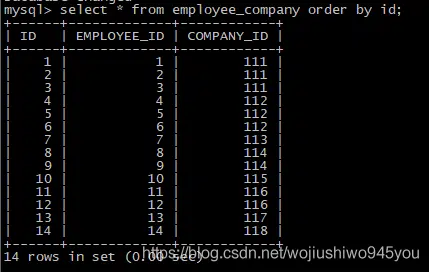 mysql> select * from employee_company order by id;
+------+-------------+------------+
| ID | EMPLOYEE_ID | COMPANY_ID |
+------+-------------+------------+
| 1 | 1 | 111 |
| 2 | 2 | 111 |
| 3 | 3 | 111 |
| 4 | 4 | 112 |
| 5 | 5 | 112 |
| 6 | 6 | 112 |
| 7 | 7 | 113 |
| 8 | 8 | 114 |
| 9 | 9 | 114 |
| 10 | 10 | 115 |
| 11 | 11 | 116 |
| 12 | 12 | 116 |
| 13 | 13 | 117 |
| 14 | 14 | 118 |
+------+-------------+------------+
14 rows in set (0.00 sec)
https://blog.csdn.net/wojiushiwo945you